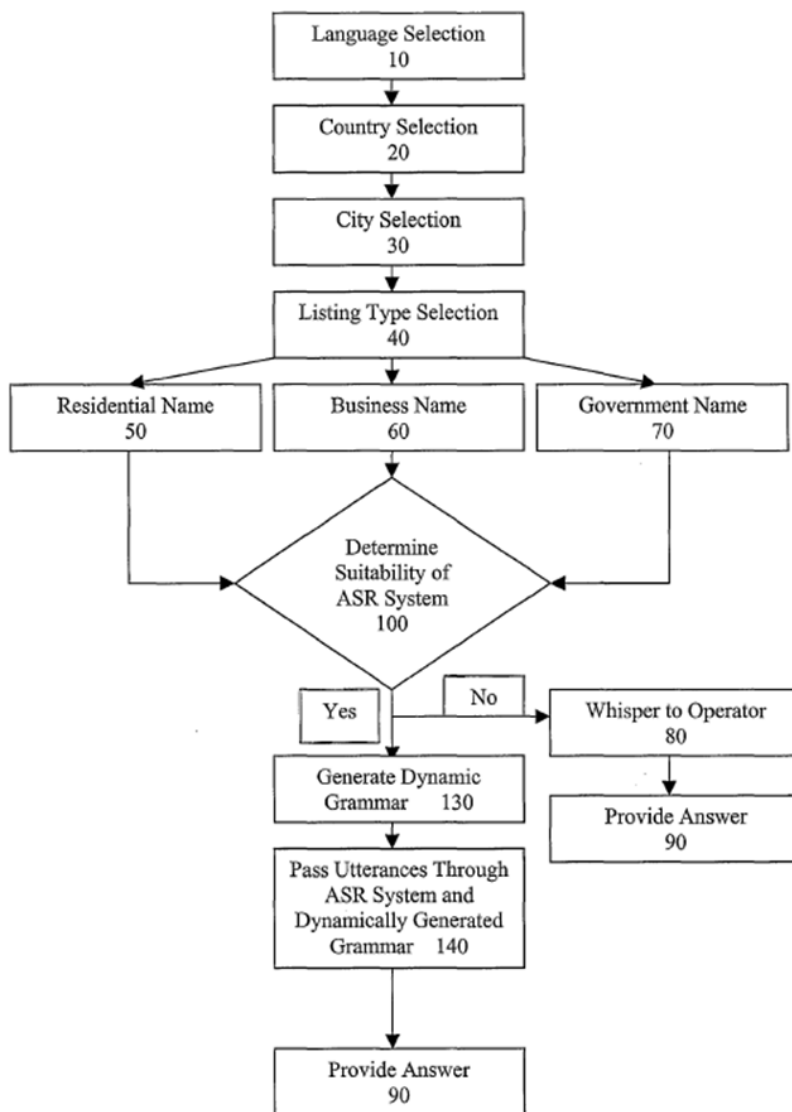 Language Selection
10
Country Selection
20
City Selection
30
Listing Type Selection
40
Residential Name
50
Business Name
60
Government Name
70
Determine
Suitability of
ASR System
100
Yes
No
Whisper to Operator
80
Generate Dynamic
Grammar 130
Provide Answer
90
Pass Utterances Through
ASR System and
Dynamically Generated
Grammar 140
Provide Answer
90